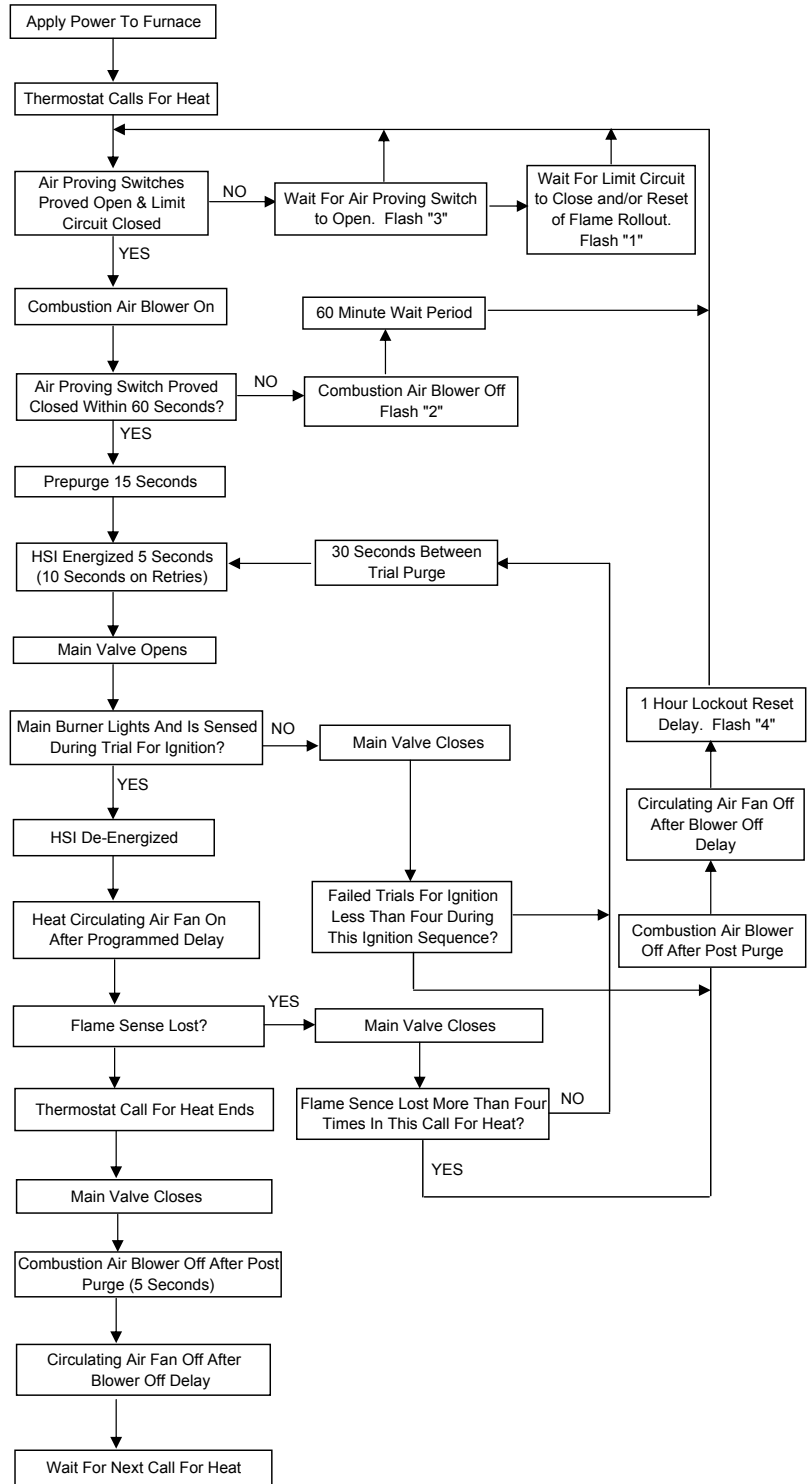 Apply Power To Furnace
Thermostat Calls For Heat
Air Proving Switches
Proved Open & Limit
Circuit Closed
NO
Wait For Air Proving Switch
to Open.  Flash "3"
Wait For Limit Circuit
to Close and/or Reset
of Flame Rollout.
Flash "1"
YES
Combustion Air Blower On
60 Minute Wait Period
Air Proving Switch Proved
Closed Within 60 Seconds?
NO
Combustion Air Blower Off
Flash "2"
YES
Prepurge 15 Seconds
HSI Energized 5 Seconds
(10 Seconds on Retries)
30 Seconds Between
Trial Purge
Main Valve Opens
Main Burner Lights And Is Sensed
During Trial For Ignition?
NO
Main Valve Closes
1 Hour Lockout Reset
Delay.  Flash "4"
YES
HSI De-Energized
Circulating Air Fan Off
After Blower Off
Delay
Heat Circulating Air Fan On
After Programmed Delay
Failed Trials For Ignition
Less Than Four During
This Ignition Sequence?
Combustion Air Blower
Off After Post Purge
Flame Sense Lost?
YES
Main Valve Closes
Thermostat Call For Heat Ends
Flame Sence Lost More Than Four
Times In This Call For Heat?
NO
YES
Main Valve Closes
Combustion Air Blower Off After Post
Purge (5 Seconds)
Circulating Air Fan Off After
Blower Off Delay
Wait For Next Call For Heat